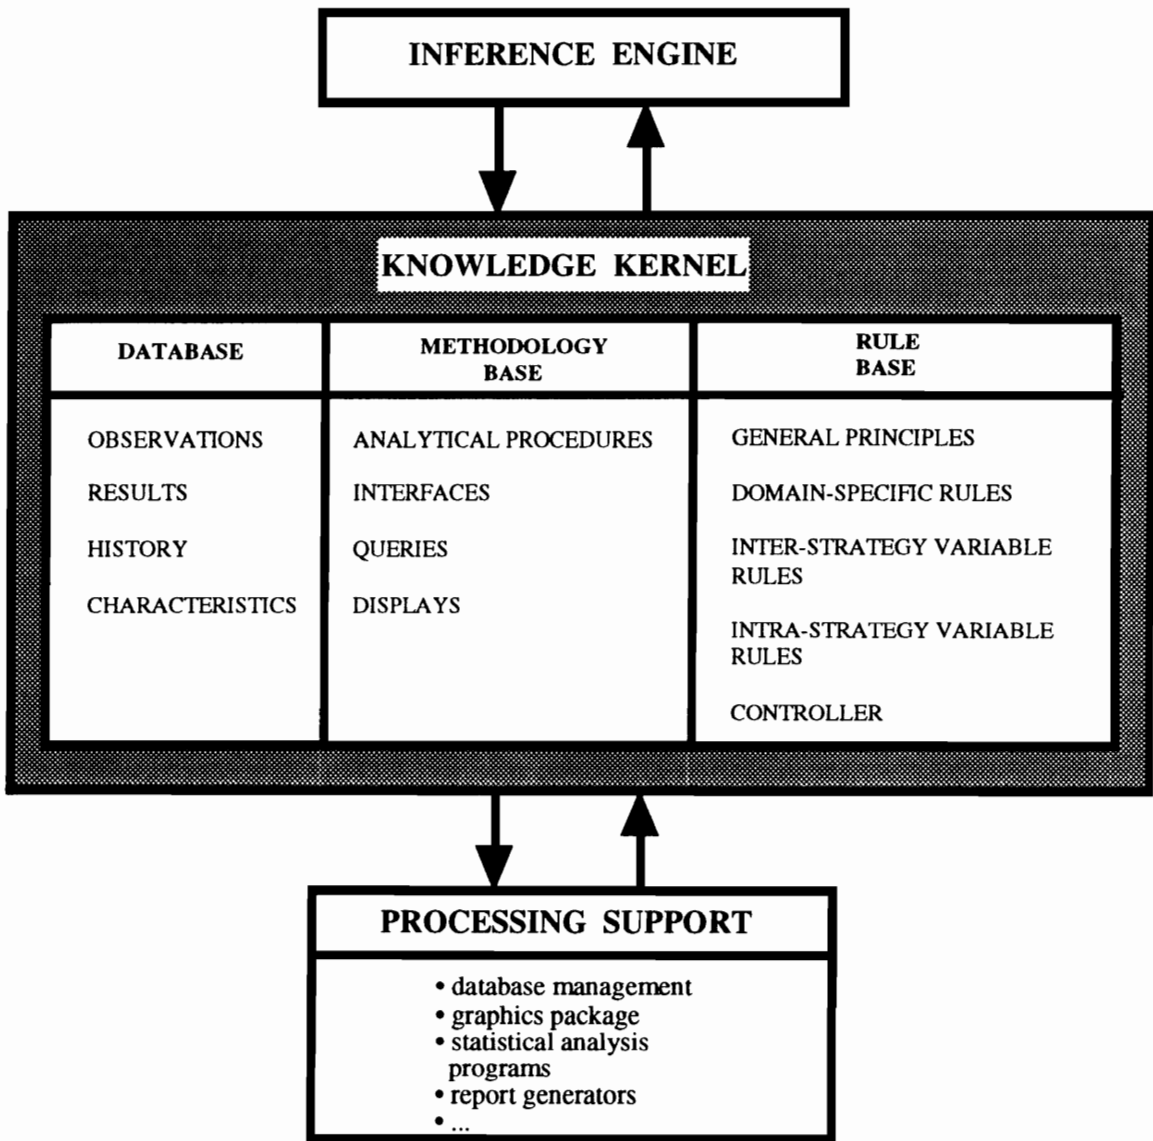 INFERENCE ENGINE
KNOWLEDGE KERNEL
DATABASE
METHODOLOGY
BASE
RULE
BASE
OBSERVATIONS
RESULTS
HISTORY
CHARACTERISTICS
ANALYTICAL PROCEDURES
INTERFACES
QUERIES
DISPLAYS
GENERAL PRINCIPLES
DOMAIN-SPECIFIC RULES
INTER-STRATEGY VARIABLE
RULES
INTRA-STRATEGY VARIABLE
RULES
CONTROLLER
PROCESSING SUPPORT
• database management
• graphics package
• statistical analysis
programs
• report generators
• ...